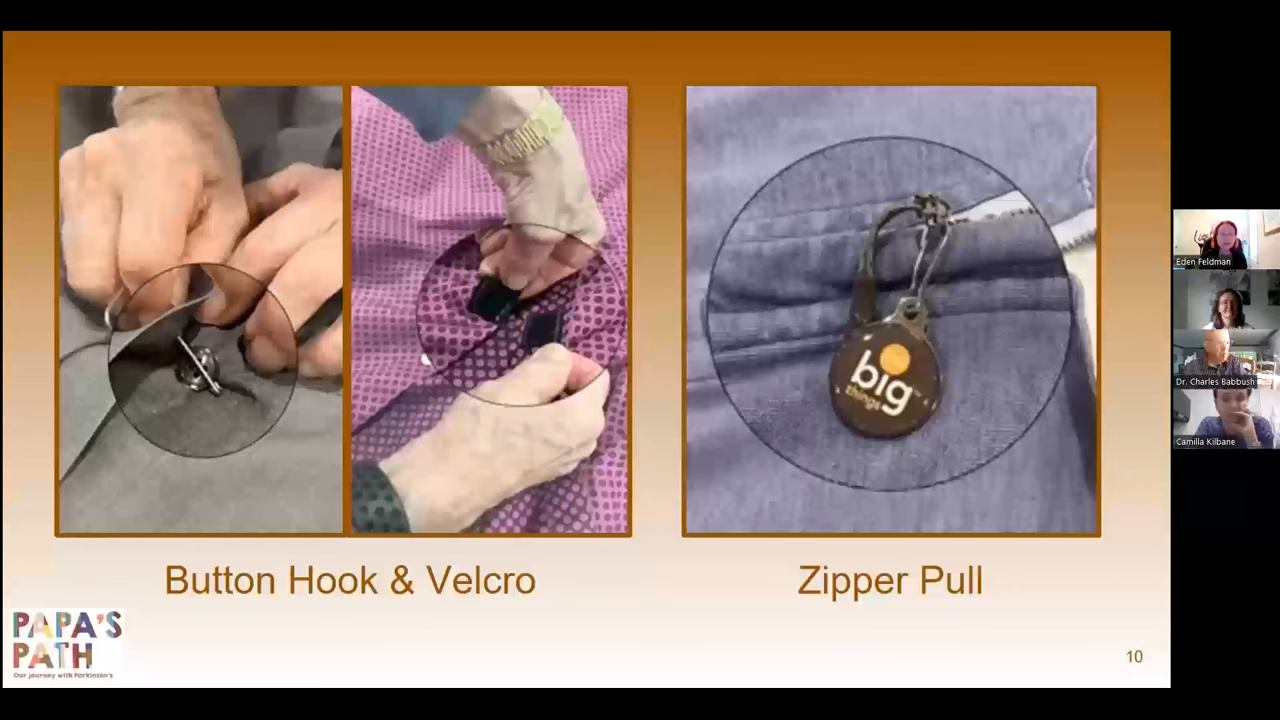 big
things
Button Hook & Velcro
Zipper Pull
PAPA'S
PATH
Our journey with Parkinson's
10
Eden Feldman
Dr. Charles Babbush
Camilla Kilbane